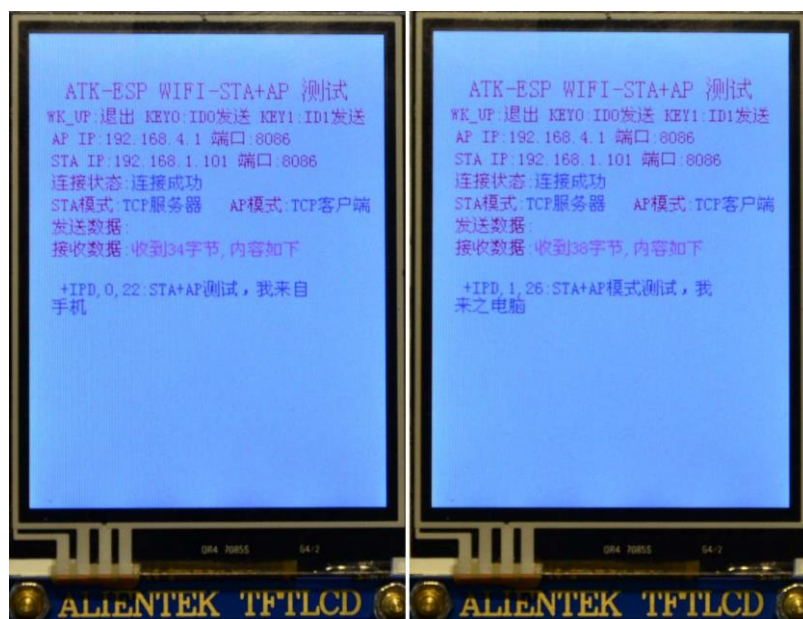 ATK-ESP WIFI-STA+AP 测试
WK_UP:退出 KEY0:ID0发送 KEY1:ID1发送
AP IP:192.168.4.1 端口:8086
STA IP:192.168.1.101 端口:8086
连接状态:连接成功
STA模式:TCP服务器 AP模式:TCP客户端
发送数据:
接收数据:收到34字节,内容如下
+IPD,0,22:STA+AP测试，我来自
手机
OR4 7085S 64/2
ALIENTEK TFTLCD
ATK-ESP WIFI-STA+AP 测试
WK_UP:退出 KEY0:ID0发送 KEY1:ID1发送
AP IP:192.168.4.1 端口:8086
STA IP:192.168.1.101 端口:8086
连接状态:连接成功
STA模式:TCP服务器 AP模式:TCP客户端
发送数据:
接收数据:收到38字节,内容如下
+IPD,1,26:STA+AP模式测试，我
来之电脑
OR4 7085S 64/2
ALIENTEK TFTLCD